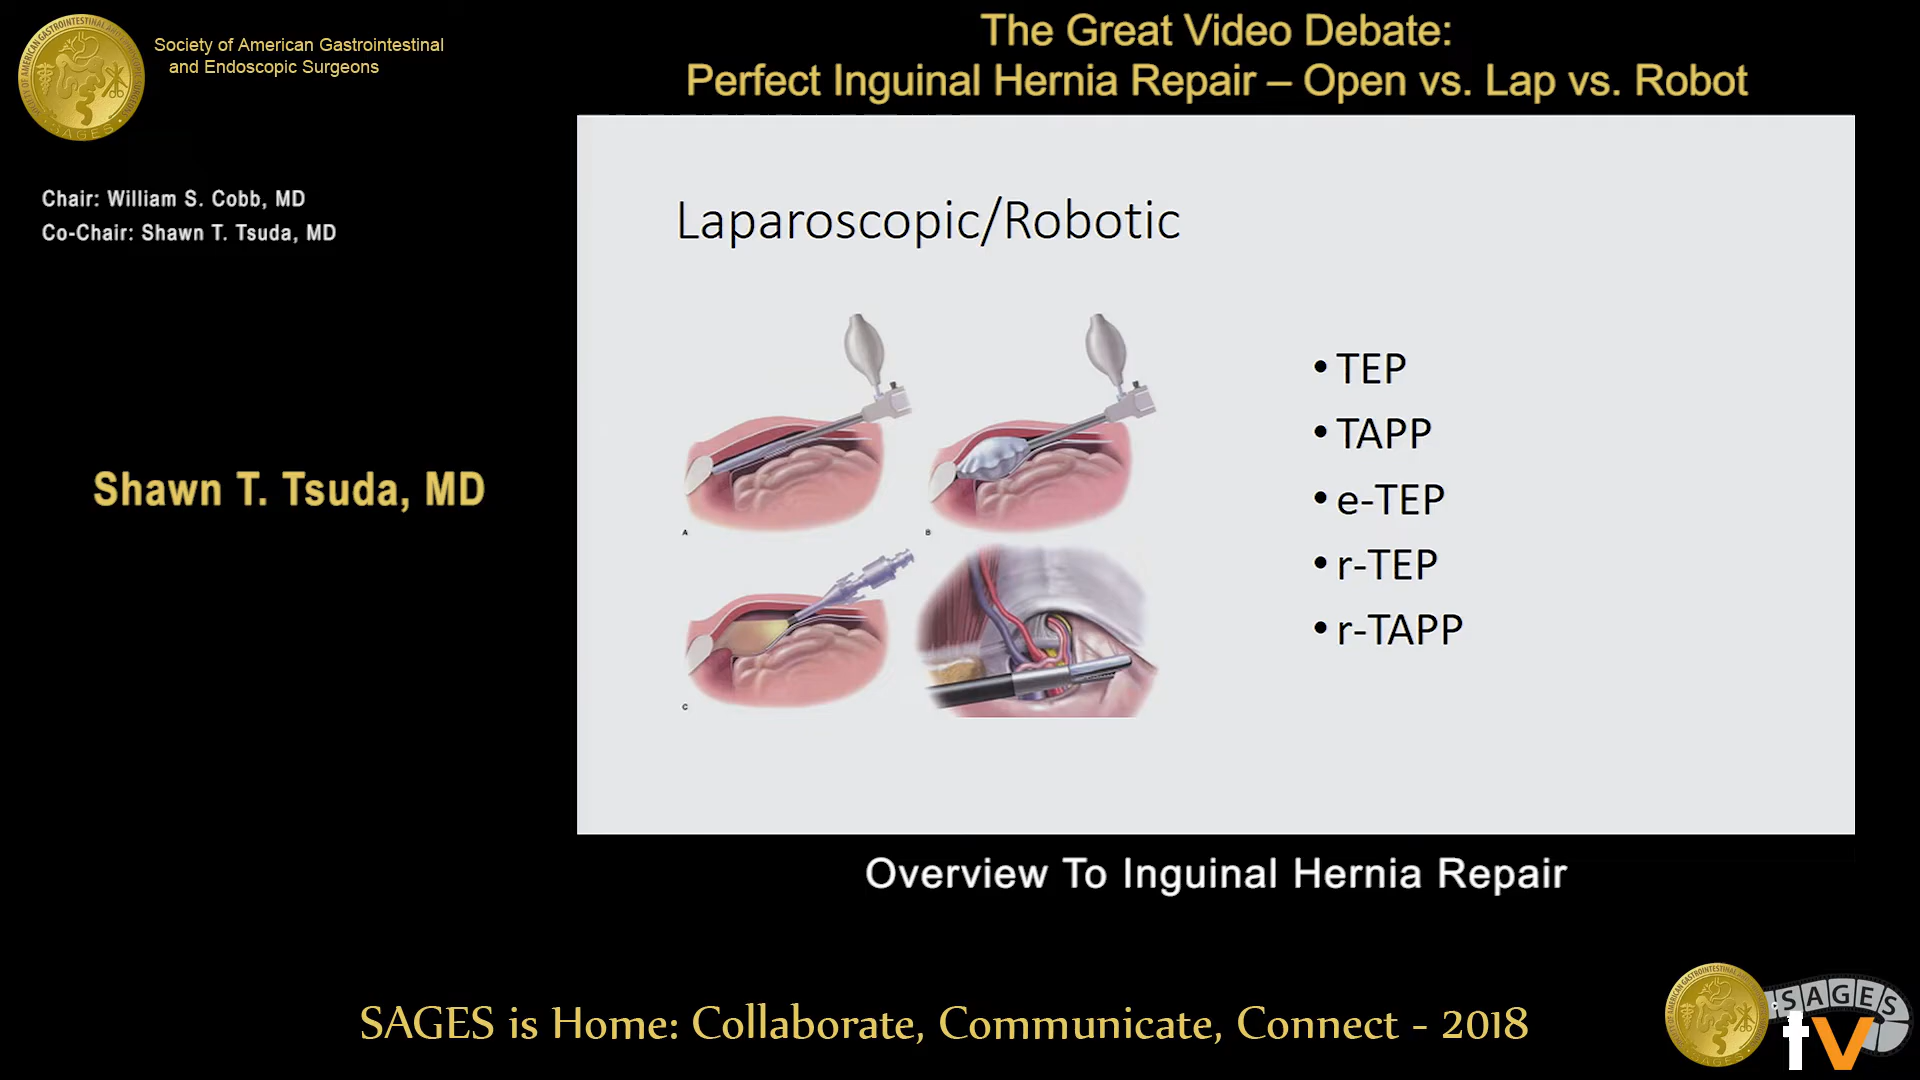 Society of American Gastrointestinal
and Endoscopic Surgeons
The Great Video Debate:
Perfect Inguinal Hernia Repair – Open vs. Lap vs. Robot
Chair: William S. Cobb, MD
Co-Chair: Shawn T. Tsuda, MD
Shawn T. Tsuda, MD
Laparoscopic/Robotic
A
B
C
• TEP
• TAPP
• e-TEP
• r-TEP
• r-TAPP
Overview To Inguinal Hernia Repair
SAGES is Home: Collaborate, Communicate, Connect - 2018
SAGES
tv